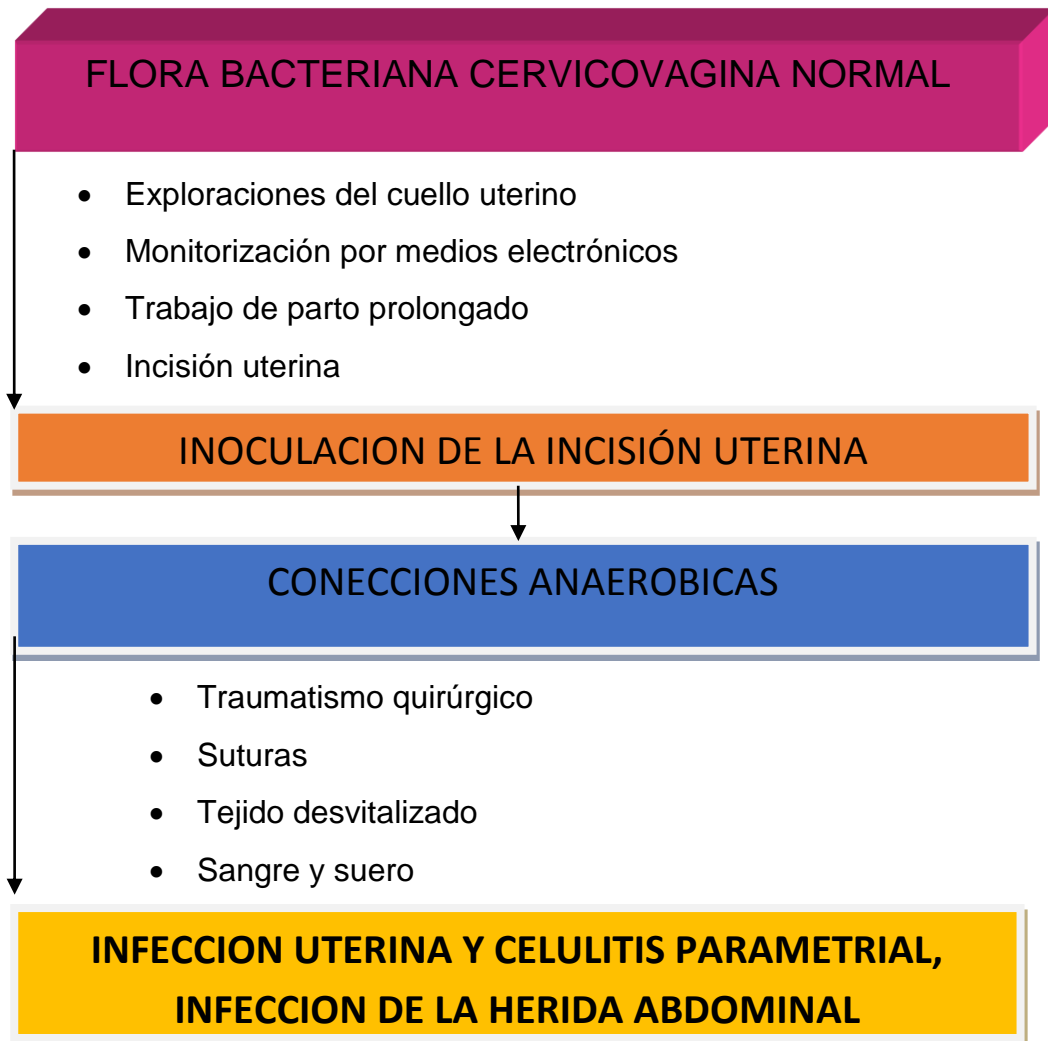 FLORA BACTERIANA CERVICOVAGINA NORMAL
• Exploraciones del cuello uterino
• Monitorización por medios electrónicos
• Trabajo de parto prolongado
• Incisión uterina
INOCULACION DE LA INCISIÓN UTERINA
CONECCIONES ANAEROBICAS
• Traumatismo quirúrgico
• Suturas
• Tejido desvitalizado
• Sangre y suero
INFECCION UTERINA Y CELULITIS PARAMETRIAL,
INFECCION DE LA HERIDA ABDOMINAL